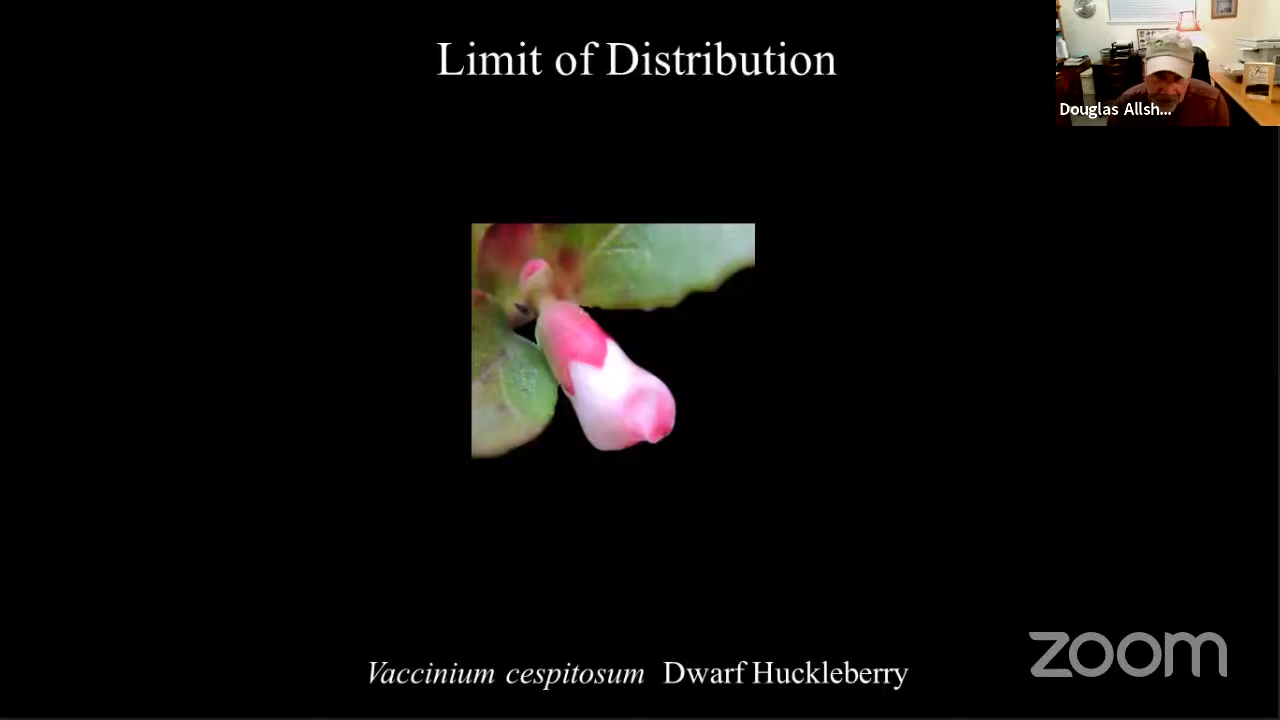 Limit of Distribution
Douglas Allsh...
Vaccinium cespitosum Dwarf Huckleberry
zoom